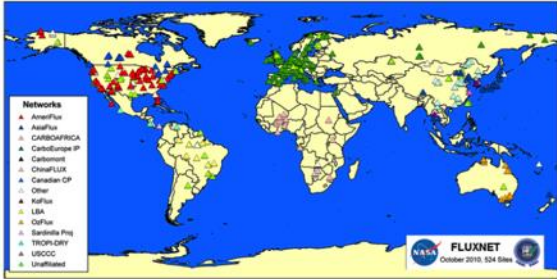 Networks
AmeriFlux
AsiaFlux
CARBOAFRICA
CarboEurope IP
Carbomont
ChinaFLUX
Canadian CP
Other
KoFlux
LBA
OzFlux
Sardinilla Proj
TROPI-DRY
USCCC
Unaffiliated
NASA
FLUXNET
October 2010, 524 Sites